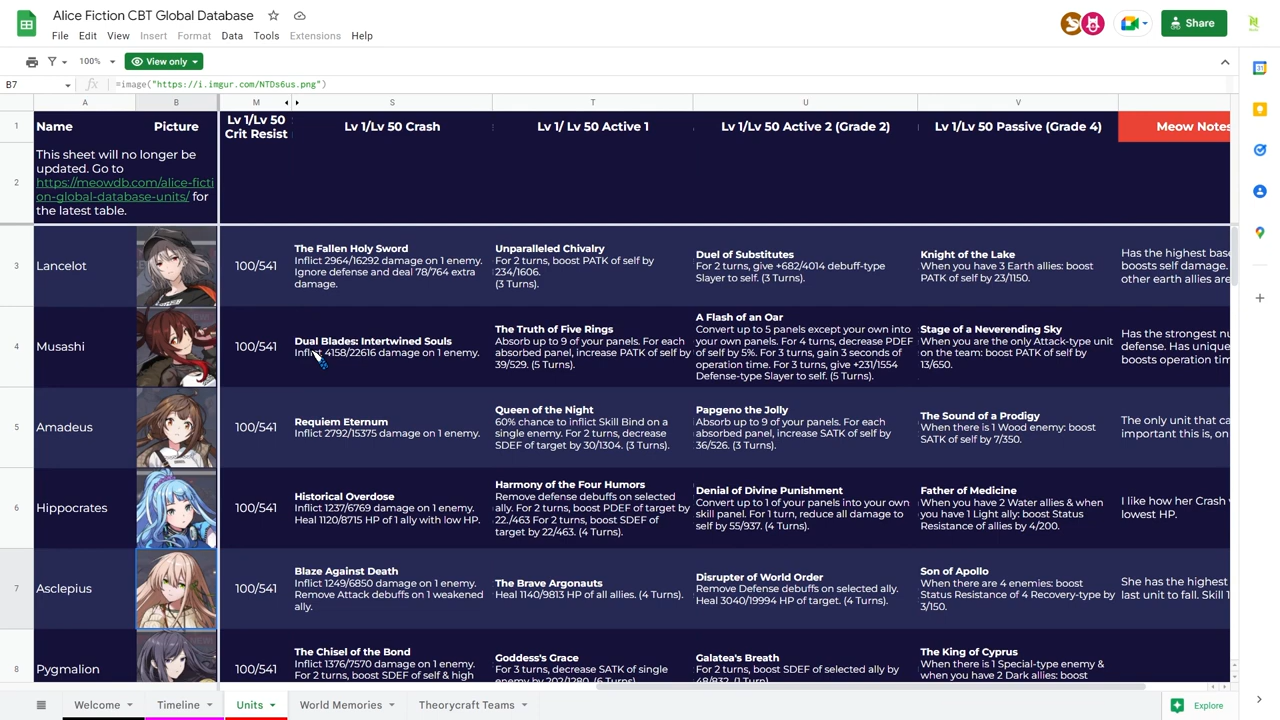 Alice Fiction CBT Global Database
File Edit View Insert Format Data Tools Extensions Help
Share
100%
View only
B7
=image("https://i.imgur.com/NTDs6us.png")
A B M S T U V
1
Name Picture
Lv 1/Lv 50
Crit Resist
Lv 1/Lv 50 Crash
Lv 1/ Lv 50 Active 1
Lv 1/Lv 50 Active 2 (Grade 2)
Lv 1/Lv 50 Passive (Grade 4)
Meow Notes
2
This sheet will no longer be
updated. Go to
https://meowdb.com/alice-ficti
on-global-database-units/ for
the latest table.
3
Lancelot
100/541
The Fallen Holy Sword
Inflict 2964/16292 damage on 1 enemy.
Ignore defense and deal 78/764 extra
damage.
Unparalleled Chivalry
For 2 turns, boost PATK of self by
234/1606.
(3 Turns).
Duel of Substitutes
For 2 turns, give +682/4014 debuff-type
Slayer to self. (3 Turns).
Knight of the Lake
When you have 3 Earth allies: boost
PATK of self by 23/1150.
Has the highest base
boosts self damage.
other earth allies are
4
Musashi
100/541
Dual Blades: Intertwined Souls
Inflict 4158/22616 damage on 1 enemy.
The Truth of Five Rings
Absorb up to 9 of your panels. For each
absorbed panel, increase PATK of self by
39/529. (5 Turns).
A Flash of an Oar
Convert up to 5 panels except your own into
your own panels. For 4 turns, decrease PDEF
of self by 5%. For 3 turns, gain 3 seconds of
operation time. For 3 turns, give +231/1554
Defense-type Slayer to self. (5 Turns).
Stage of a Neverending Sky
When you are the only Attack-type unit
on the team: boost PATK of self by
13/650.
Has the strongest nu
defense. Has unique
boosts operation tim
5
Amadeus
100/541
Requiem Eternum
Inflict 2792/15375 damage on 1 enemy.
Queen of the Night
60% chance to inflict Skill Bind on a
single enemy. For 2 turns, decrease
SDEF of target by 30/1304. (3 Turns).
Papgeno the Jolly
Absorb up to 9 of your panels. For each
absorbed panel, increase SATK of self by
36/526. (3 Turns).
The Sound of a Prodigy
When there is 1 Wood enemy: boost
SATK of self by 7/350.
The only unit that ca
important this is, on
6
Hippocrates
100/541
Historical Overdose
Inflict 1237/6769 damage on 1 enemy.
Heal 1120/8715 HP of 1 ally with low HP.
Harmony of the Four Humors
Remove defense debuffs on selected
ally. For 2 turns, boost PDEF of target by
22./463 For 2 turns, boost SDEF of
target by 22/463. (4 Turns).
Denial of Divine Punishment
Convert up to 1 of your panels into your own
skill panel. For 1 turn, reduce all damage to
self by 55/937. (4 Turns).
Father of Medicine
When you have 2 Water allies & when
you have 1 Light ally: boost Status
Resistance of allies by 4/200.
I like how her Crash
lowest HP.
7
Asclepius
100/541
Blaze Against Death
Inflict 1249/6850 damage on 1 enemy.
Remove Attack debuffs on 1 weakened
ally.
The Brave Argonauts
Heal 1140/9813 HP of all allies. (4 Turns).
Disrupter of World Order
Remove Defense debuffs on selected ally.
Heal 3040/19994 HP of target. (4 Turns).
Son of Apollo
When there are 4 enemies: boost
Status Resistance of 4 Recovery-type by
3/150.
She has the highest
last unit to fall. Skill 1
8
Pygmalion
100/541
The Chisel of the Bond
Inflict 1376/7570 damage on 1 enemy.
For 2 turns, boost SDEF of self & high
Goddess's Grace
For 3 turns, decrease SATK of single
enemy by 202/1280. (6 Turns).
Galatea's Breath
For 2 turns, boost SDEF of selected ally by
48/832. (1 Turn).
The King of Cyprus
When there is 1 Special-type enemy &
when you have 2 Dark allies: boost
Welcome Timeline Units World Memories Theorycraft Teams
Explore